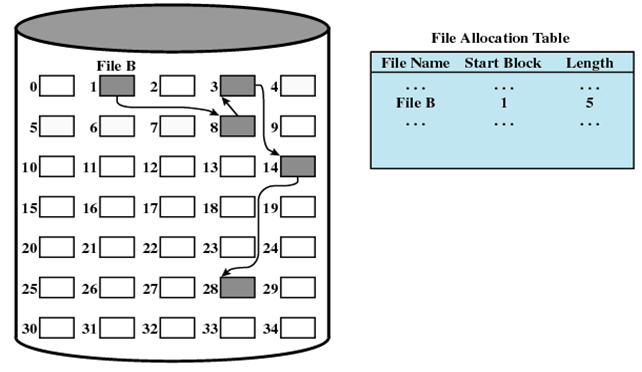 File Allocation Table
File Name Start Block Length
... ... ...
File B 1 5
... ... ...
File B
0 1 2 3 4
5 6 7 8 9
10 11 12 13 14
15 16 17 18 19
20 21 22 23 24
25 26 27 28 29
30 31 32 33 34